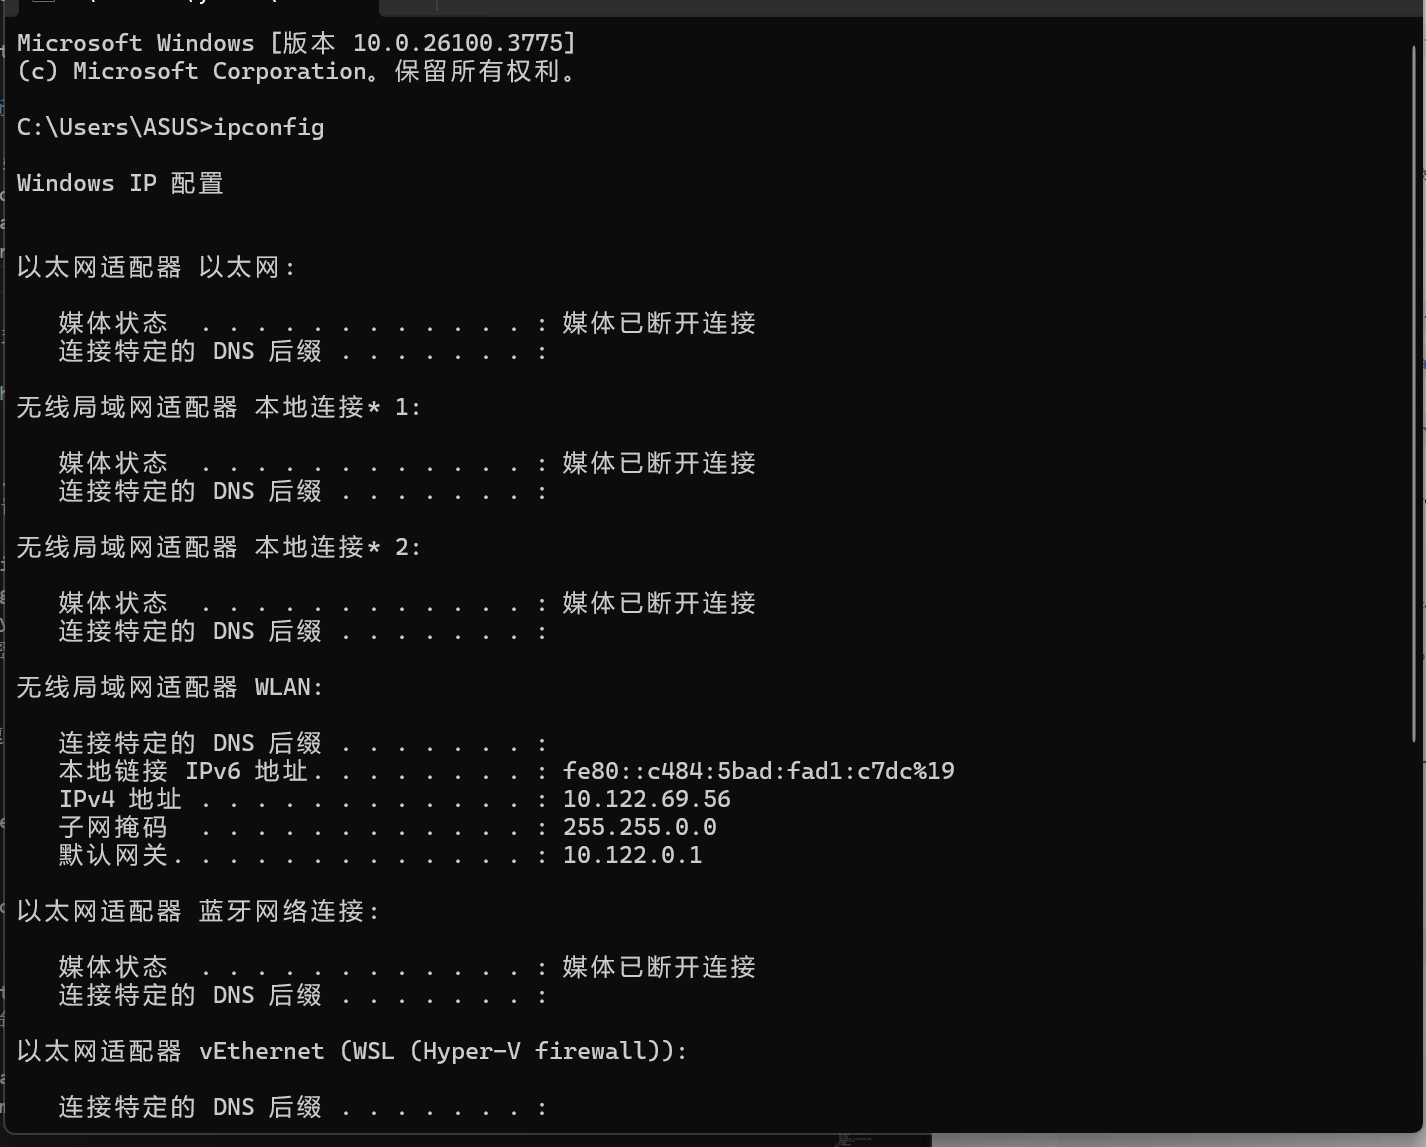 Microsoft Windows [版本 10.0.26100.3775]
(c) Microsoft Corporation。保留所有权利。
C:\Users\ASUS>ipconfig
Windows IP 配置
以太网适配器 以太网:
媒体状态  . . . . . . . . . . . . : 媒体已断开连接
连接特定的 DNS 后缀 . . . . . . . :
无线局域网适配器 本地连接* 1:
媒体状态  . . . . . . . . . . . . : 媒体已断开连接
连接特定的 DNS 后缀 . . . . . . . :
无线局域网适配器 本地连接* 2:
媒体状态  . . . . . . . . . . . . : 媒体已断开连接
连接特定的 DNS 后缀 . . . . . . . :
无线局域网适配器 WLAN:
连接特定的 DNS 后缀 . . . . . . . :
本地链接 IPv6 地址. . . . . . . . : fe80::c484:5bad:fad1:c7dc%19
IPv4 地址 . . . . . . . . . . . . : 10.122.69.56
子网掩码  . . . . . . . . . . . . : 255.255.0.0
默认网关. . . . . . . . . . . . . : 10.122.0.1
以太网适配器 蓝牙网络连接:
媒体状态  . . . . . . . . . . . . : 媒体已断开连接
连接特定的 DNS 后缀 . . . . . . . :
以太网适配器 vEthernet (WSL (Hyper-V firewall)):
连接特定的 DNS 后缀 . . . . . . . :